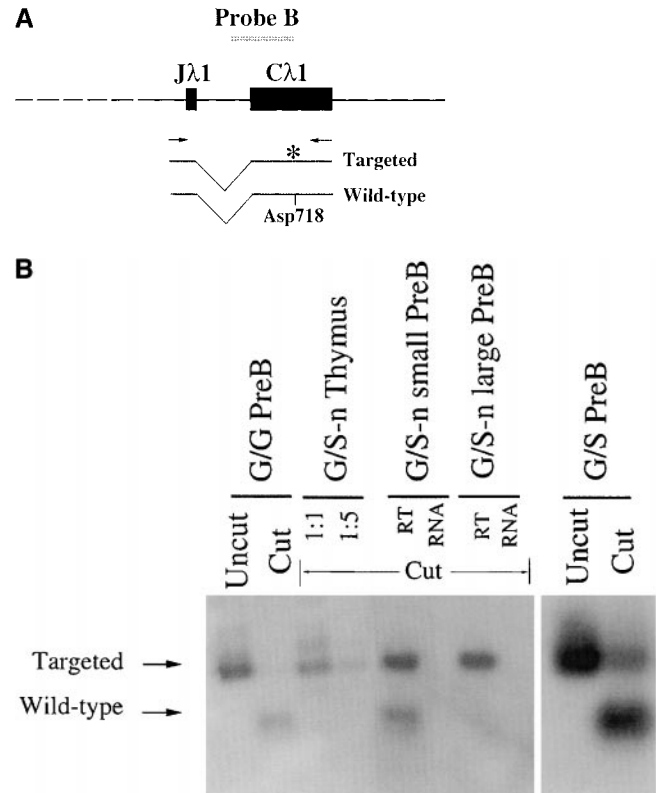 A
Probe B
Jλ1
Cλ1
*
Targeted
Wild-type
Asp718
B
G/G PreB
G/S-n Thymus
G/S-n small PreB
G/S-n large PreB
G/S PreB
Uncut
Cut
1:1
1:5
RT
RNA
RT
RNA
Uncut
Cut
Cut
Targeted
Wild-type